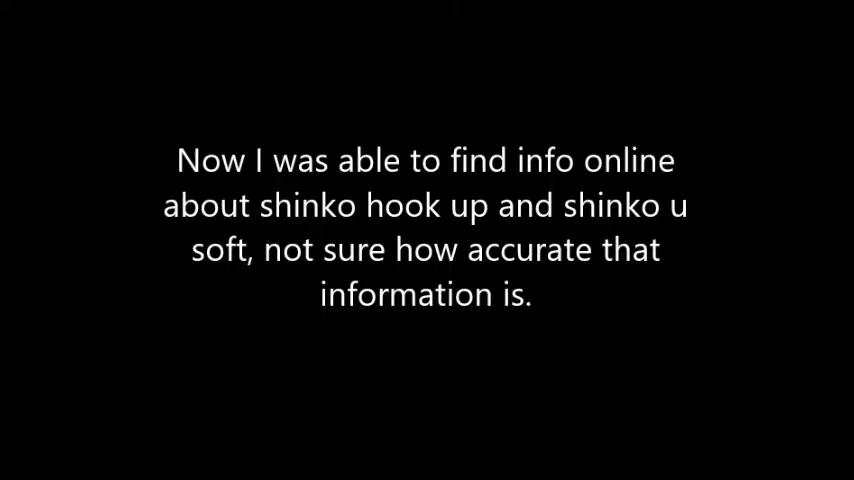 Now I was able to find info online
about shinko hook up and shinko u
soft, not sure how accurate that
information is.